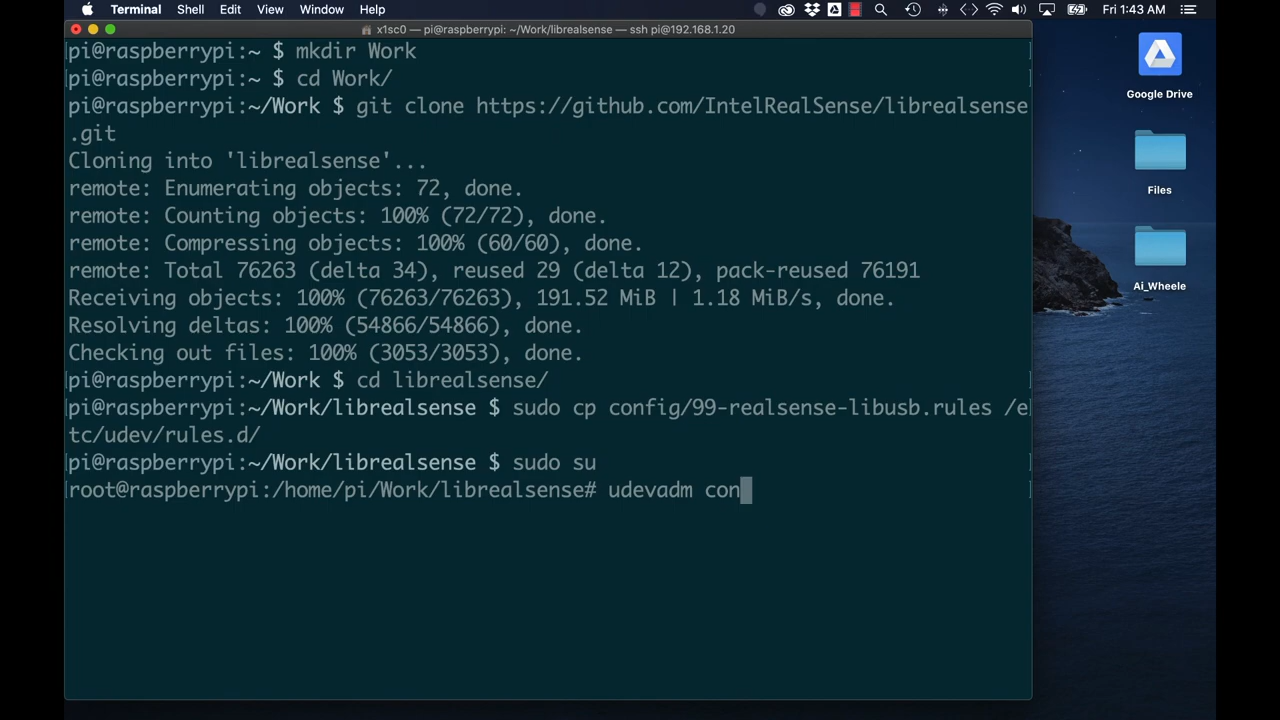 Terminal Shell Edit View Window Help Fri 1:43 AM
x1sc0 — pi@raspberrypi: ~/Work/librealsense — ssh pi@192.168.1.20
pi@raspberrypi:~ $ mkdir Work
pi@raspberrypi:~ $ cd Work/
pi@raspberrypi:~/Work $ git clone https://github.com/IntelRealSense/librealsense
.git
Cloning into 'librealsense'...
remote: Enumerating objects: 72, done.
remote: Counting objects: 100% (72/72), done.
remote: Compressing objects: 100% (60/60), done.
remote: Total 76263 (delta 34), reused 29 (delta 12), pack-reused 76191
Receiving objects: 100% (76263/76263), 191.52 MiB | 1.18 MiB/s, done.
Resolving deltas: 100% (54866/54866), done.
Checking out files: 100% (3053/3053), done.
pi@raspberrypi:~/Work $ cd librealsense/
pi@raspberrypi:~/Work/librealsense $ sudo cp config/99-realsense-libusb.rules /e
tc/udev/rules.d/
pi@raspberrypi:~/Work/librealsense $ sudo su
root@raspberrypi:/home/pi/Work/librealsense# udevadm con
Google Drive
Files
Ai_Wheele